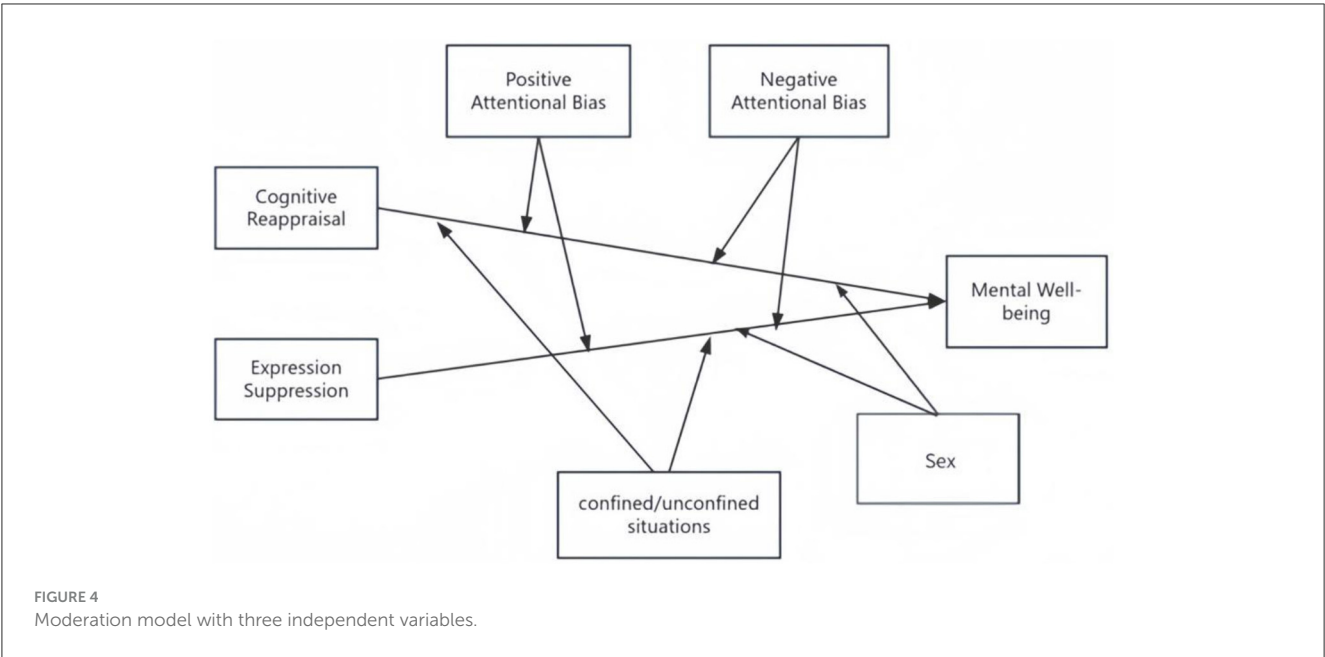 Positive
Attentional Bias
Negative
Attentional Bias
Cognitive
Reappraisal
Mental Well-
being
Expression
Suppression
Sex
confined/unconfined
situations
FIGURE 4
Moderation model with three independent variables.